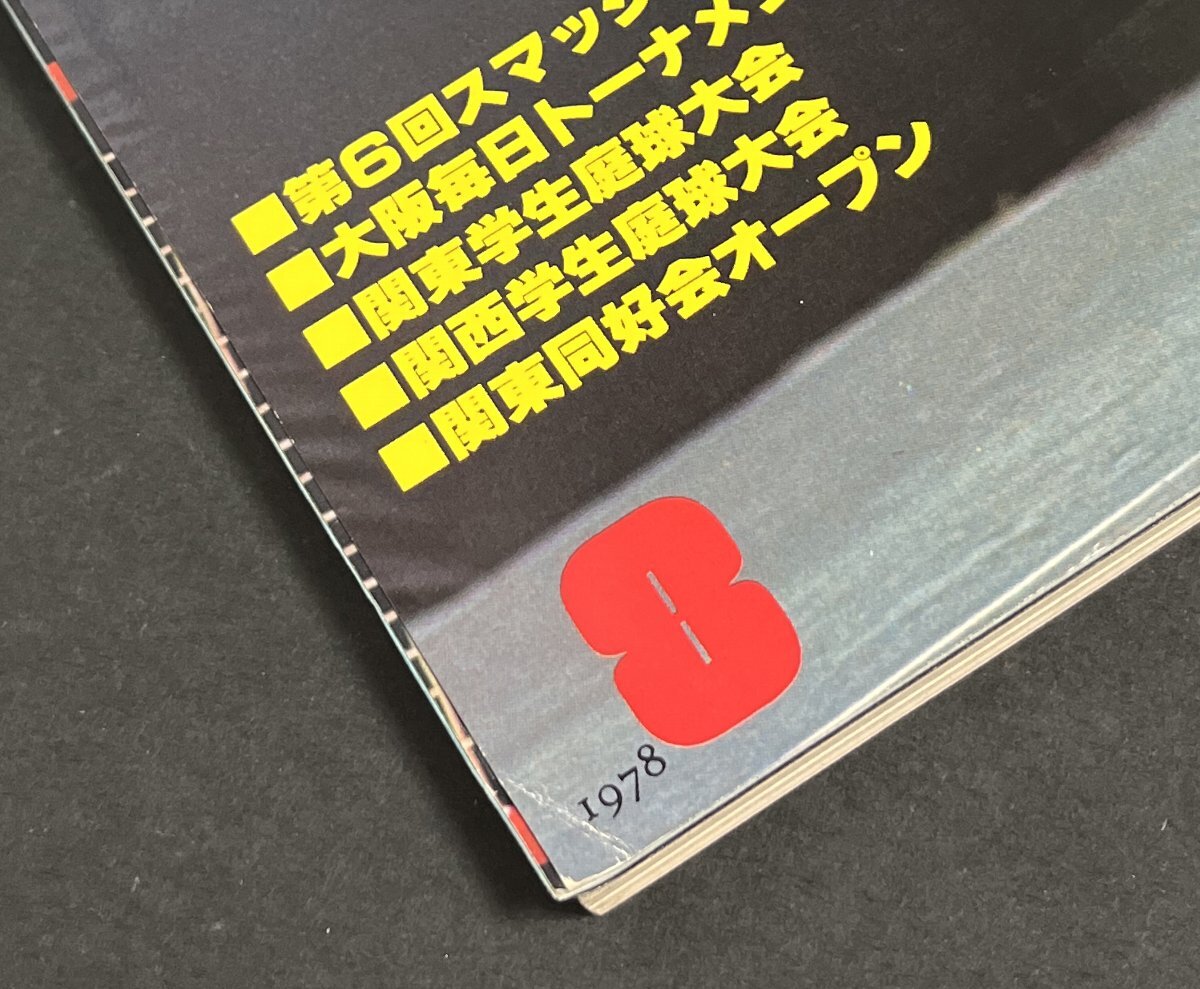 ■第6回スマッシ
■大阪毎日トーナメン
■関東学生庭球大会
■関西学生庭球大会
■関東同好会オープン
8
1978